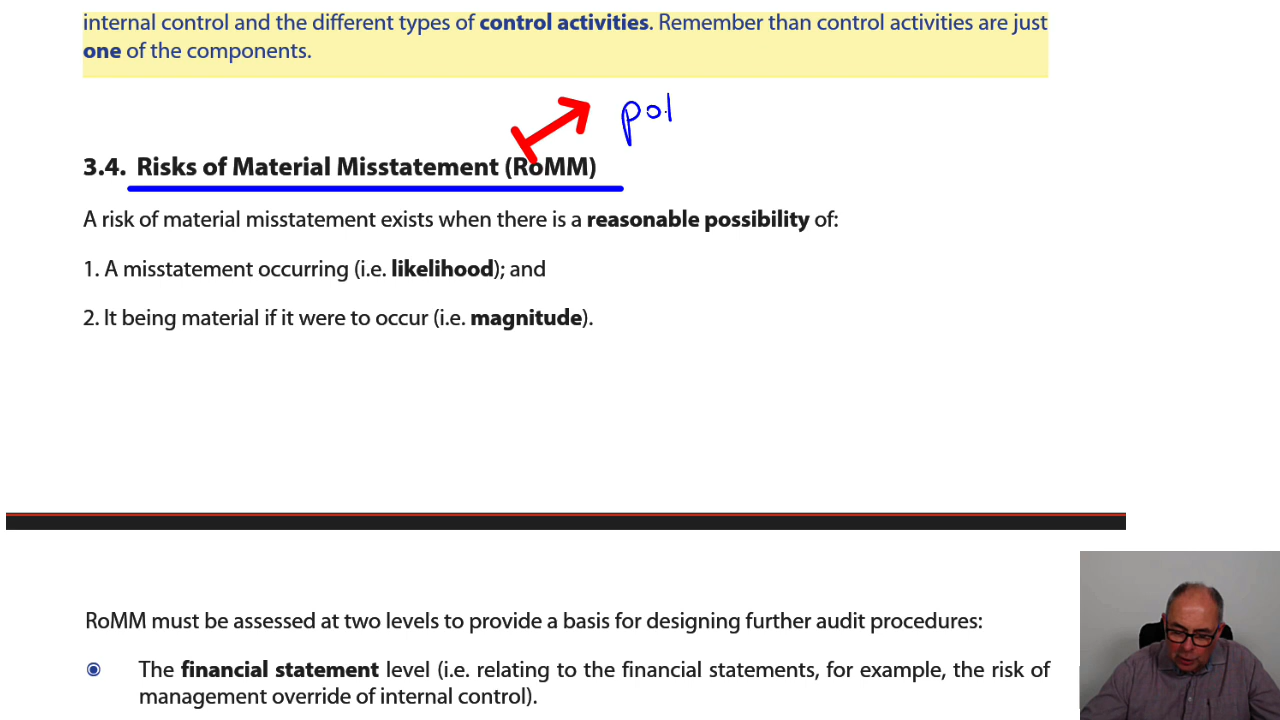 internal control and the different types of control activities. Remember than control activities are just
one of the components.
pol
3.4. Risks of Material Misstatement (RoMM)
A risk of material misstatement exists when there is a reasonable possibility of:
1. A misstatement occurring (i.e. likelihood); and
2. It being material if it were to occur (i.e. magnitude).
RoMM must be assessed at two levels to provide a basis for designing further audit procedures:
The financial statement level (i.e. relating to the financial statements, for example, the risk of
management override of internal control).